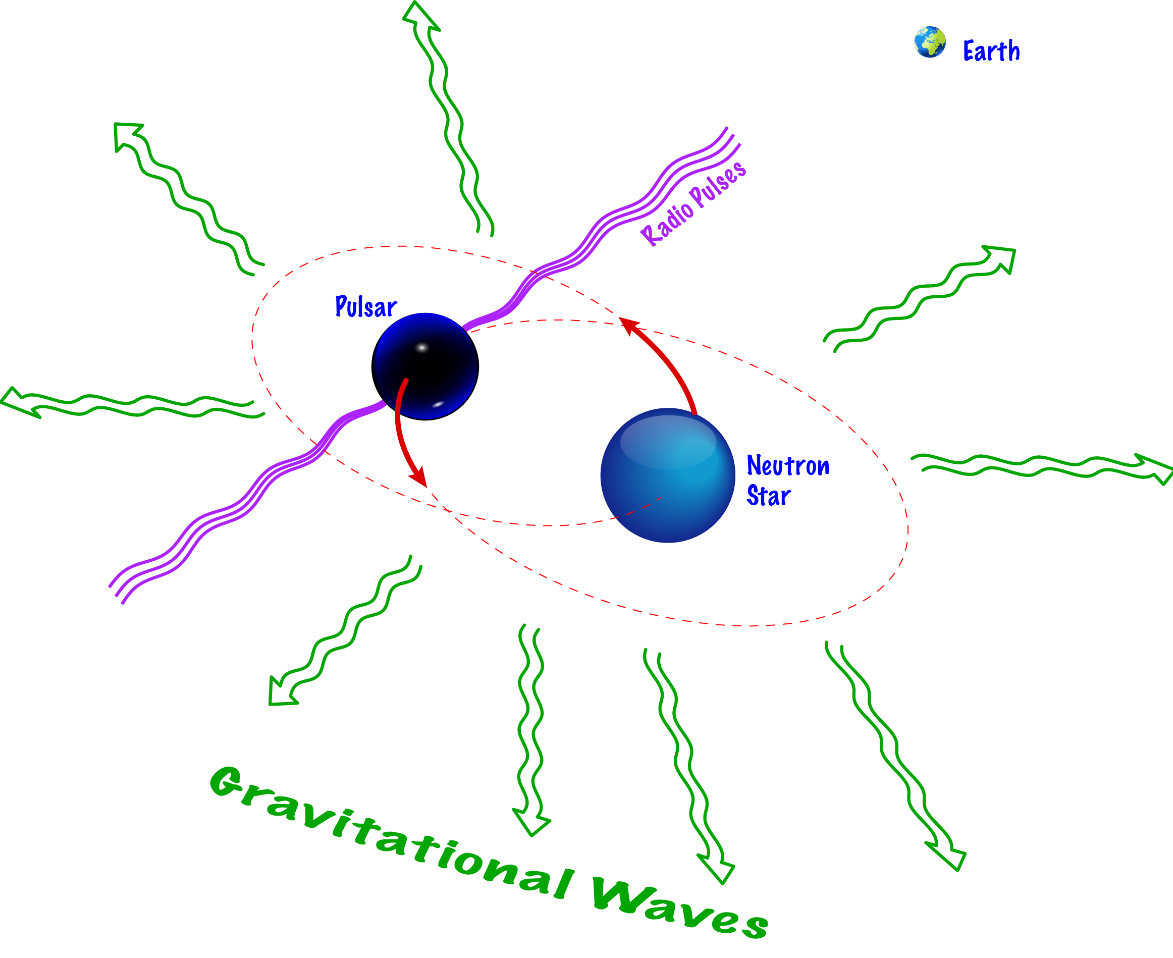 Earth
Radio Pulses
Pulsar
Neutron
Star
Gravitational Waves